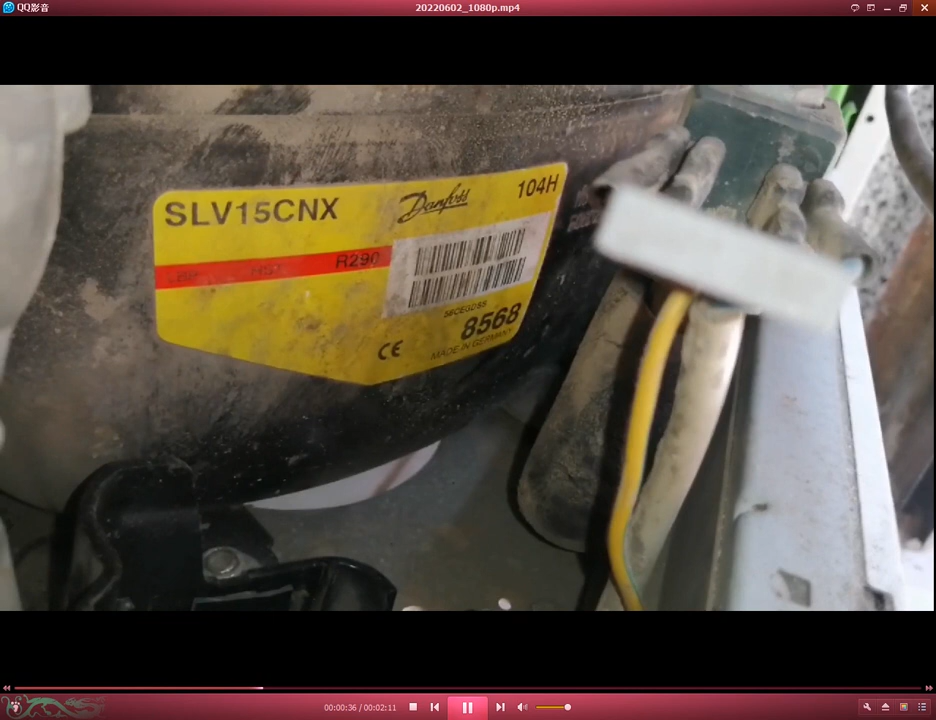 QQ影音
20220602_1080p.mp4
SLV15CNX
Danfoss
104H
R290
8568
CE
MADE IN GERMANY
00:00:36 / 00:02:11